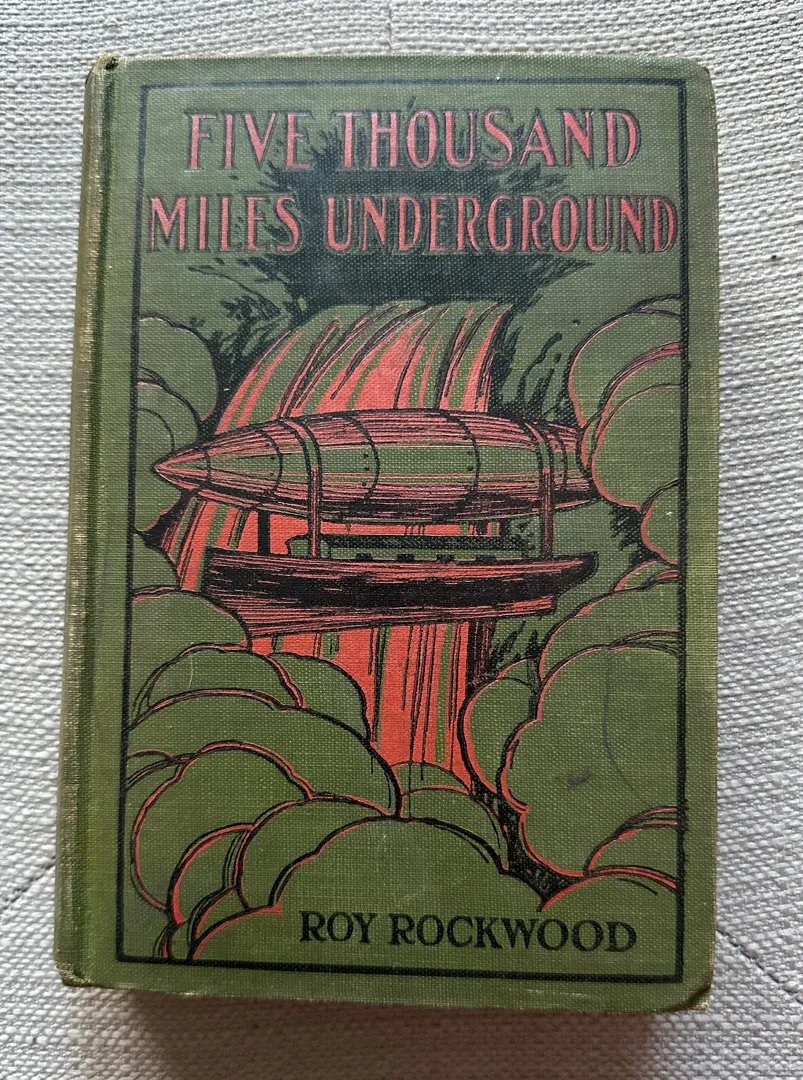 FIVE THOUSAND
MILES UNDERGROUND
ROY ROCKWOOD